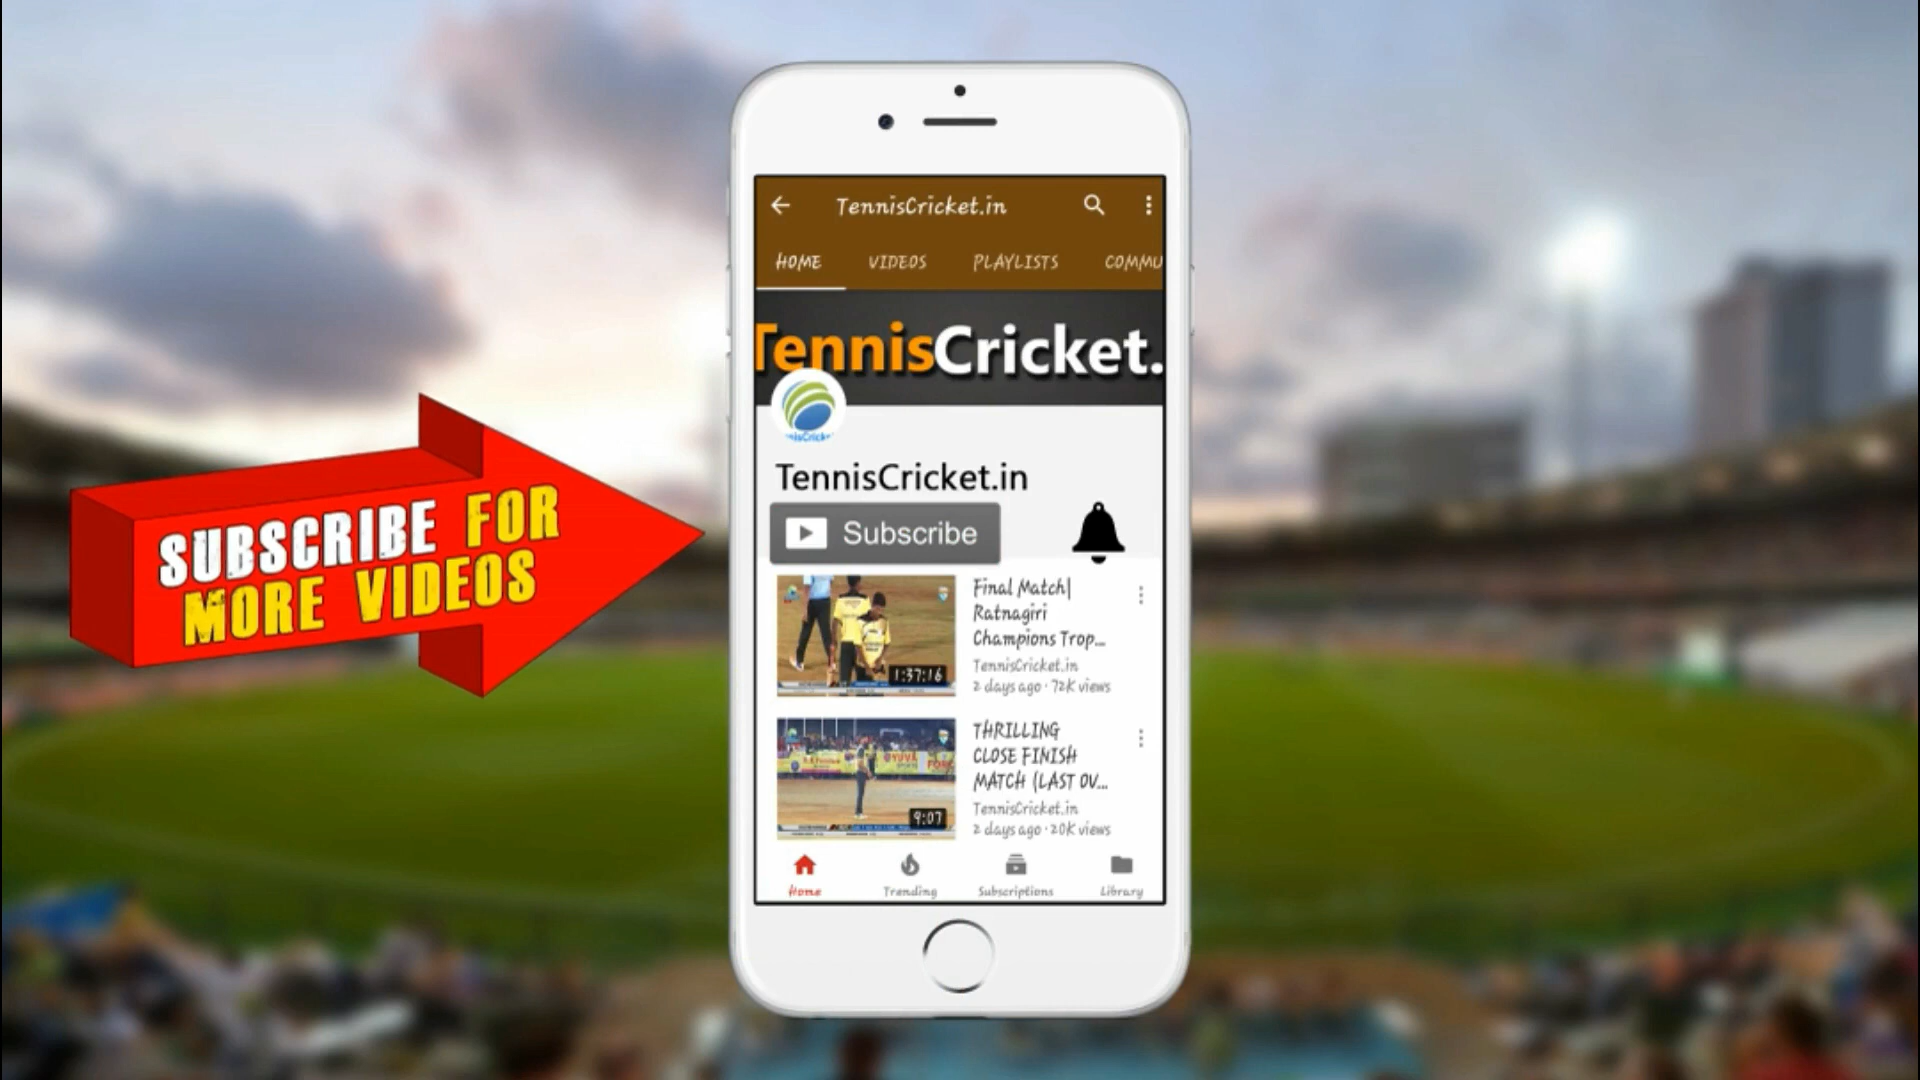 TennisCricket.in
HOME VIDEOS PLAYLISTS COMMU
TennisCricket.
TennisCricket.in
Subscribe
SUBSCRIBE FOR
MORE VIDEOS
Final Match|
Ratnagiri
Champions Trop...
TennisCricket.in
2 days ago · 72K views
1:37:16
THRILLING
CLOSE FINISH
MATCH (LAST OV...
TennisCricket.in
2 days ago · 20K views
YUVA
9:07
Home Trending Subscriptions Library